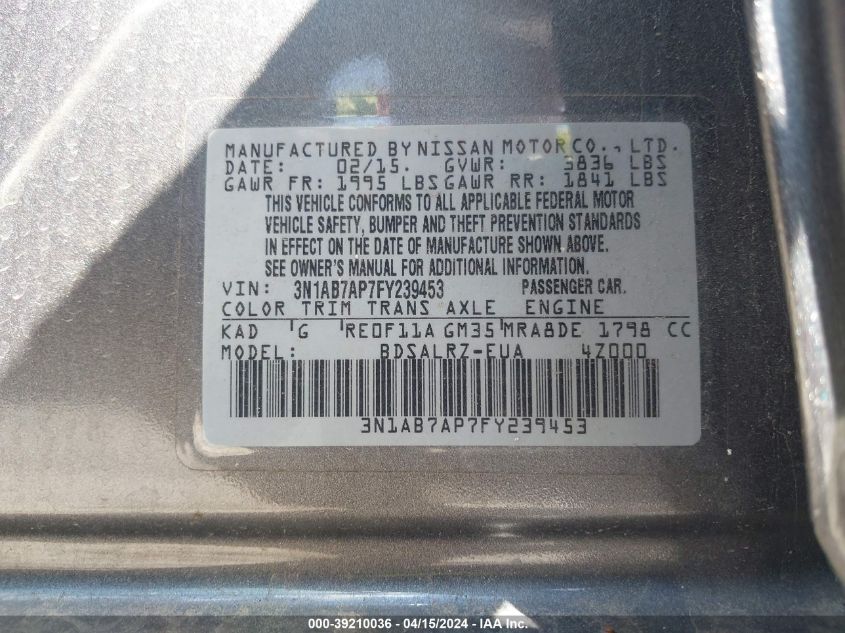 MANUFACTURED BY NISSAN MOTOR CO., LTD.
DATE: 02/15. GVWR: 3836 LBS
GAWR FR: 1995 LBS GAWR RR: 1841 LBS
THIS VEHICLE CONFORMS TO ALL APPLICABLE FEDERAL MOTOR
VEHICLE SAFETY, BUMPER AND THEFT PREVENTION STANDARDS
IN EFFECT ON THE DATE OF MANUFACTURE SHOWN ABOVE.
SEE OWNER'S MANUAL FOR ADDITIONAL INFORMATION.
VIN: 3N1AB7AP7FY239453 PASSENGER CAR.
COLOR TRIM TRANS AXLE ENGINE
KAD G RE0F11A GM35 MRA8DE 1798 CC
MODEL: BDSALRZ-EUA 4Z000
3N1AB7AP7FY239453
000-39210036 - 04/15/2024 - IAAI.com